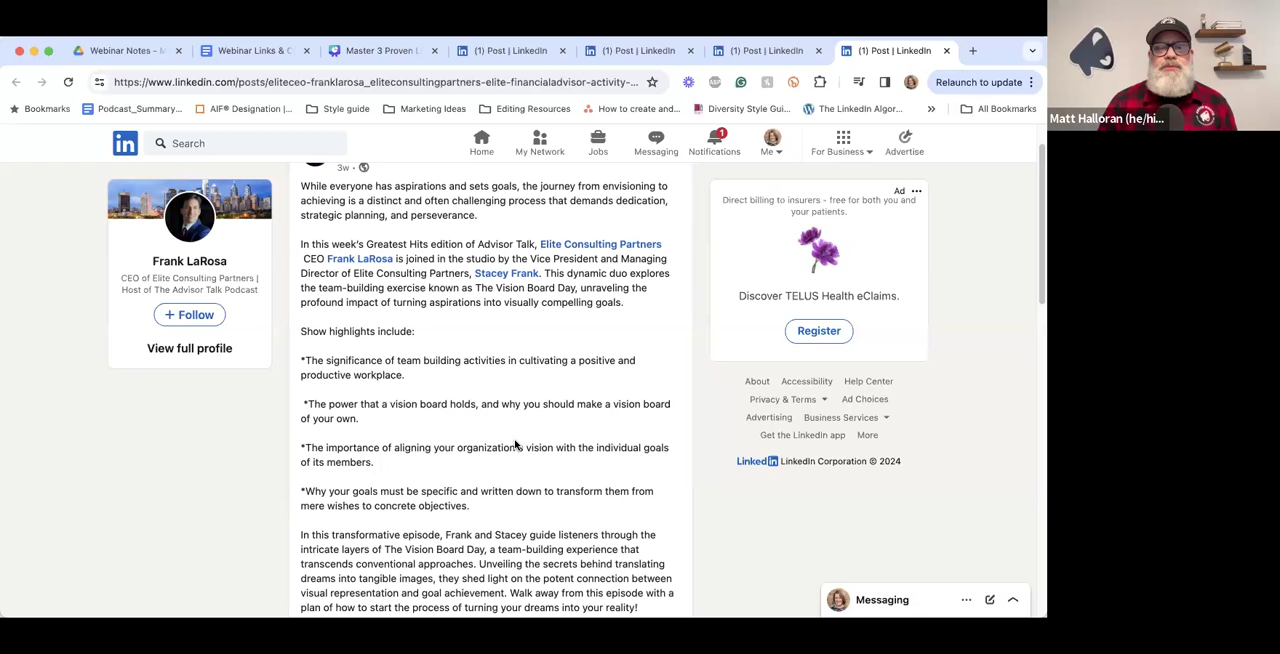 Webinar Notes - M
Webinar Links & C
Master 3 Proven L
(1) Post | LinkedIn
(1) Post | LinkedIn
(1) Post | LinkedIn
(1) Post | LinkedIn
https://www.linkedin.com/posts/eliteceo-franklarosa_eliteconsultingpartners-elite-financialadvisor-activity-...
Relaunch to update
Bookmarks
Podcast_Summary...
AIF® Designation |...
Style guide
Marketing Ideas
Editing Resources
How to create and...
Diversity Style Gui...
The LinkedIn Algor...
»
All Bookmarks
Matt Halloran (he/hi...
in
Search
Home
My Network
Jobs
Messaging
1
Notifications
Me
For Business
Advertise
3w •
Frank LaRosa
CEO of Elite Consulting Partners |
Host of The Advisor Talk Podcast
+ Follow
View full profile
While everyone has aspirations and sets goals, the journey from envisioning to
achieving is a distinct and often challenging process that demands dedication,
strategic planning, and perseverance.
In this week's Greatest Hits edition of Advisor Talk, Elite Consulting Partners
CEO Frank LaRosa is joined in the studio by the Vice President and Managing
Director of Elite Consulting Partners, Stacey Frank. This dynamic duo explores
the team-building exercise known as The Vision Board Day, unraveling the
profound impact of turning aspirations into visually compelling goals.
Show highlights include:
*The significance of team building activities in cultivating a positive and
productive workplace.
*The power that a vision board holds, and why you should make a vision board
of your own.
*The importance of aligning your organization's vision with the individual goals
of its members.
*Why your goals must be specific and written down to transform them from
mere wishes to concrete objectives.
In this transformative episode, Frank and Stacey guide listeners through the
intricate layers of The Vision Board Day, a team-building experience that
transcends conventional approaches. Unveiling the secrets behind translating
dreams into tangible images, they shed light on the potent connection between
visual representation and goal achievement. Walk away from this episode with a
plan of how to start the process of turning your dreams into your reality!
Ad •••
Direct billing to insurers - free for both you and
your patients.
Discover TELUS Health eClaims.
Register
About Accessibility Help Center
Privacy & Terms Ad Choices
Advertising Business Services
Get the LinkedIn app More
LinkedIn LinkedIn Corporation © 2024
Messaging